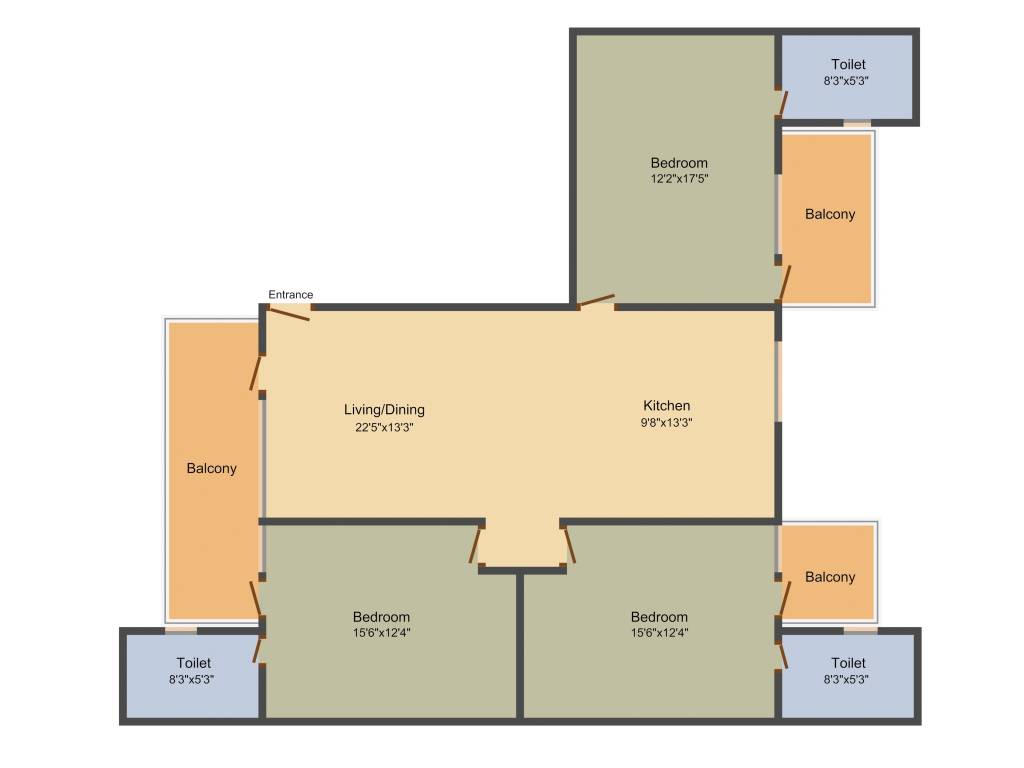 Toilet
8'3"x5'3"
Bedroom
12'2"x17'5"
Balcony
Entrance
Living/Dining
22'5"x13'3"
Kitchen
9'8"x13'3"
Balcony
Balcony
Bedroom
15'6"x12'4"
Bedroom
15'6"x12'4"
Toilet
8'3"x5'3"
Toilet
8'3"x5'3"